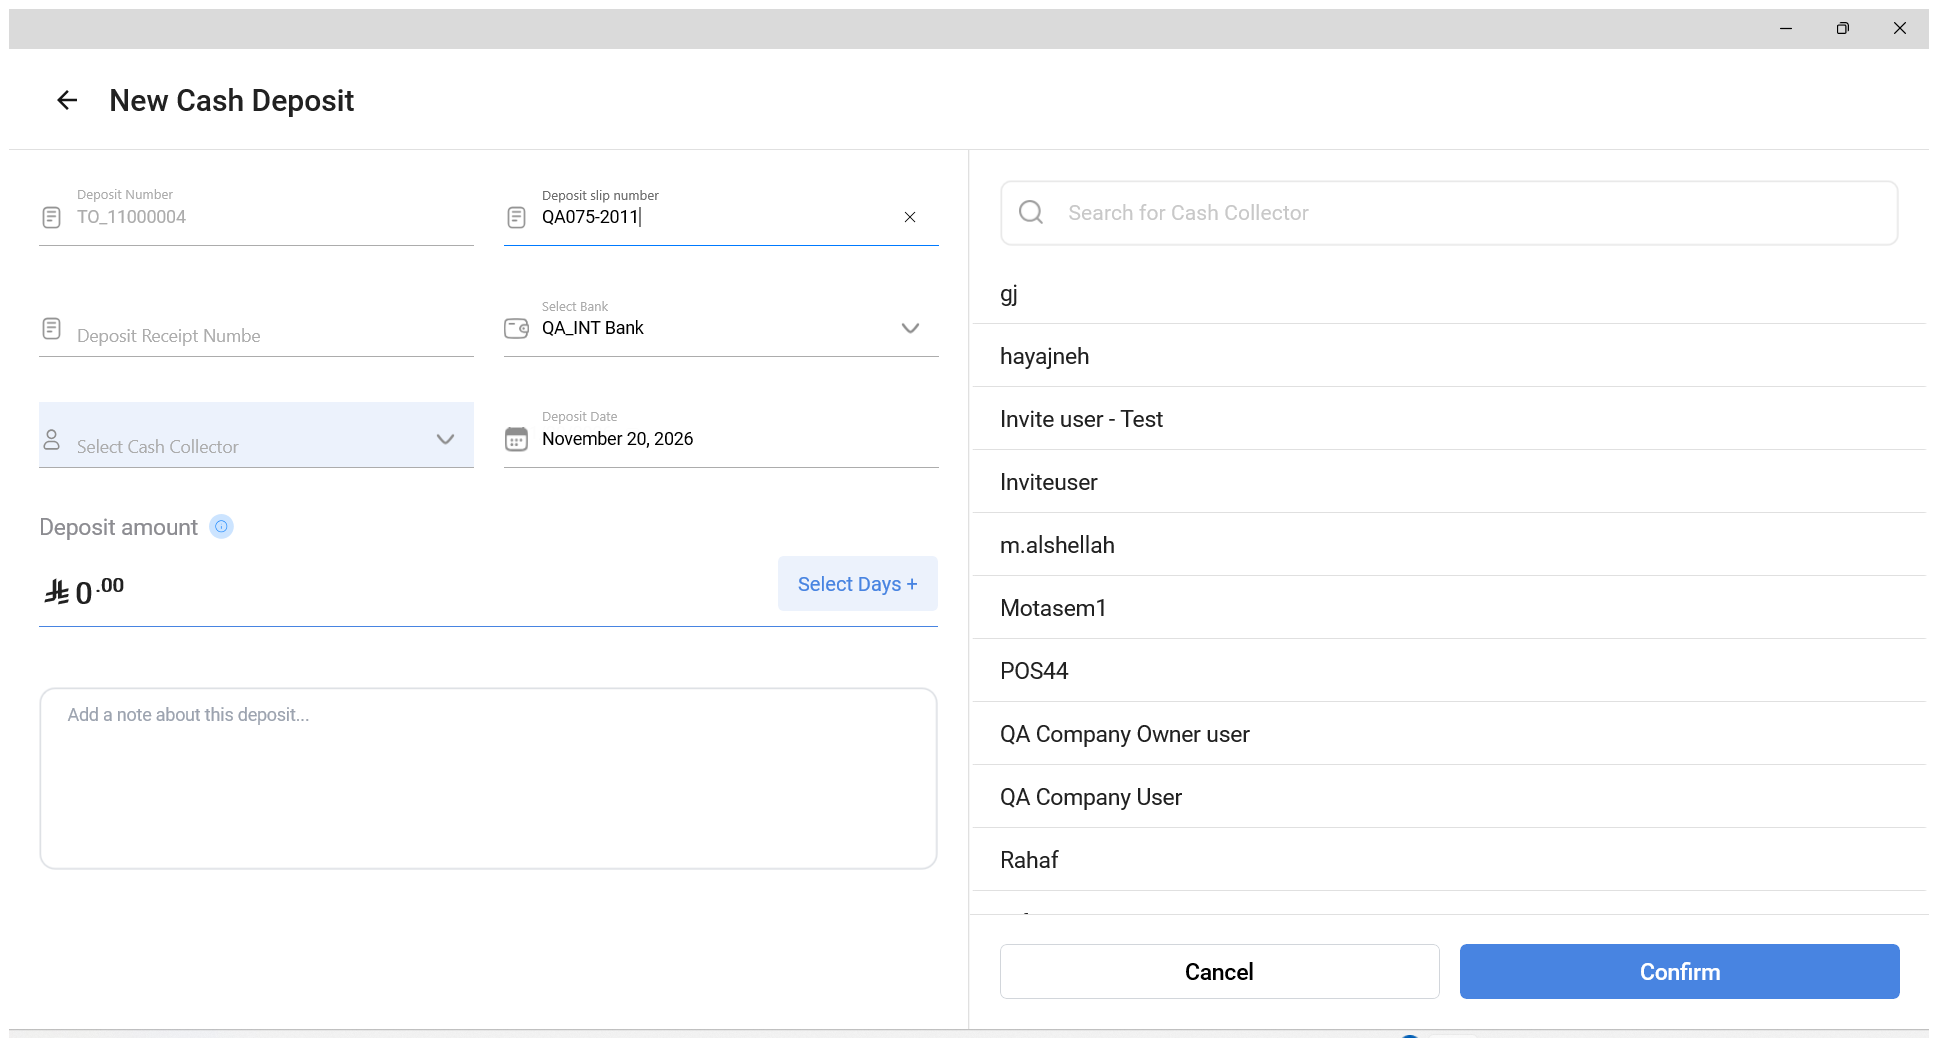 New Cash Deposit
Deposit Number
TO_11000004
Deposit slip number
QA075-2011
Deposit Receipt Numbe
Select Bank
QA_INT Bank
Select Cash Collector
Deposit Date
November 20, 2026
Deposit amount
0.00
Select Days +
Add a note about this deposit...
Search for Cash Collector
gj
hayajneh
Invite user - Test
Inviteuser
m.alshellah
Motasem1
POS44
QA Company Owner user
QA Company User
Rahaf
Cancel
Confirm